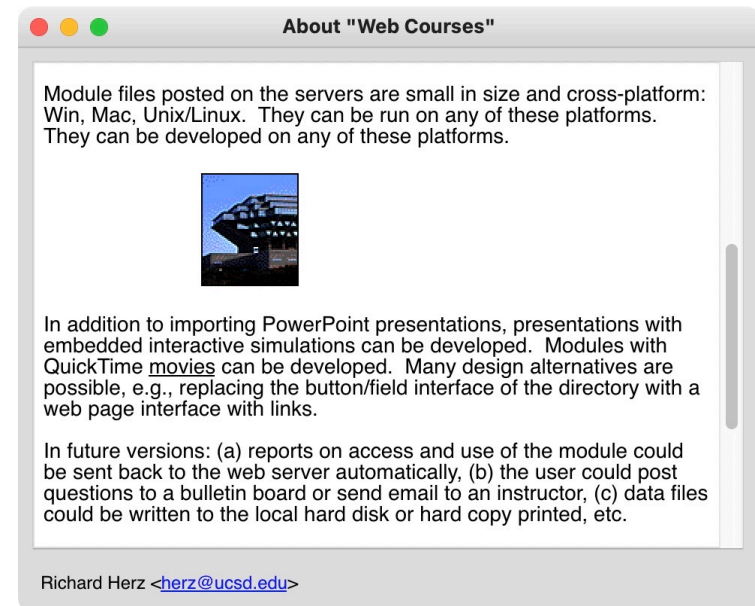 About "Web Courses"
Module files posted on the servers are small in size and cross-platform:
Win, Mac, Unix/Linux.  They can be run on any of these platforms.
They can be developed on any of these platforms.
In addition to importing PowerPoint presentations, presentations with
embedded interactive simulations can be developed.  Modules with
QuickTime movies can be developed.  Many design alternatives are
possible, e.g., replacing the button/field interface of the directory with a
web page interface with links.
In future versions: (a) reports on access and use of the module could
be sent back to the web server automatically, (b) the user could post
questions to a bulletin board or send email to an instructor, (c) data files
could be written to the local hard disk or hard copy printed, etc.
Richard Herz <herz@ucsd.edu>